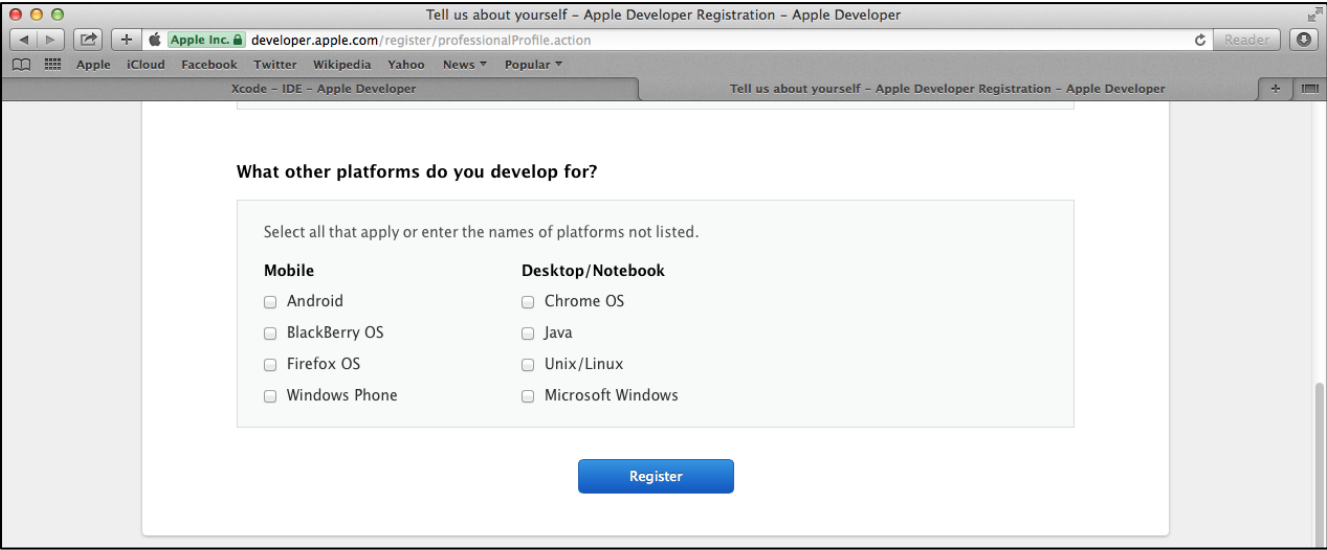 Tell us about yourself – Apple Developer Registration – Apple Developer
Apple Inc. developer.apple.com/register/professionalProfile.action Reader
Apple iCloud Facebook Twitter Wikipedia Yahoo News Popular
Xcode – IDE – Apple Developer Tell us about yourself – Apple Developer Registration – Apple Developer
What other platforms do you develop for?
Select all that apply or enter the names of platforms not listed.
Mobile Desktop/Notebook
Android Chrome OS
BlackBerry OS Java
Firefox OS Unix/Linux
Windows Phone Microsoft Windows
Register